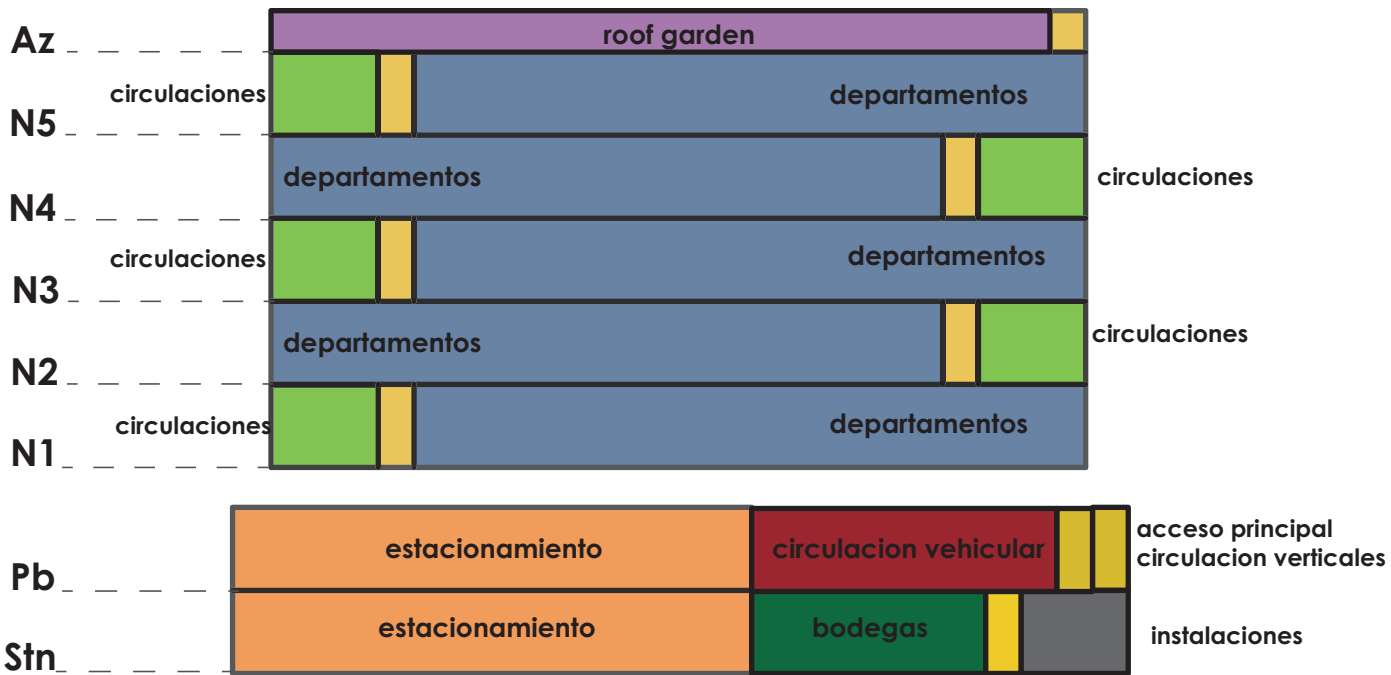 Az
roof garden
circulaciones
departamentos
N5
departamentos
circulaciones
N4
circulaciones
departamentos
N3
departamentos
circulaciones
N2
circulaciones
departamentos
N1
estacionamiento
circulacion vehicular
acceso principal
circulacion verticales
Pb
estacionamiento
bodegas
instalaciones
Stn